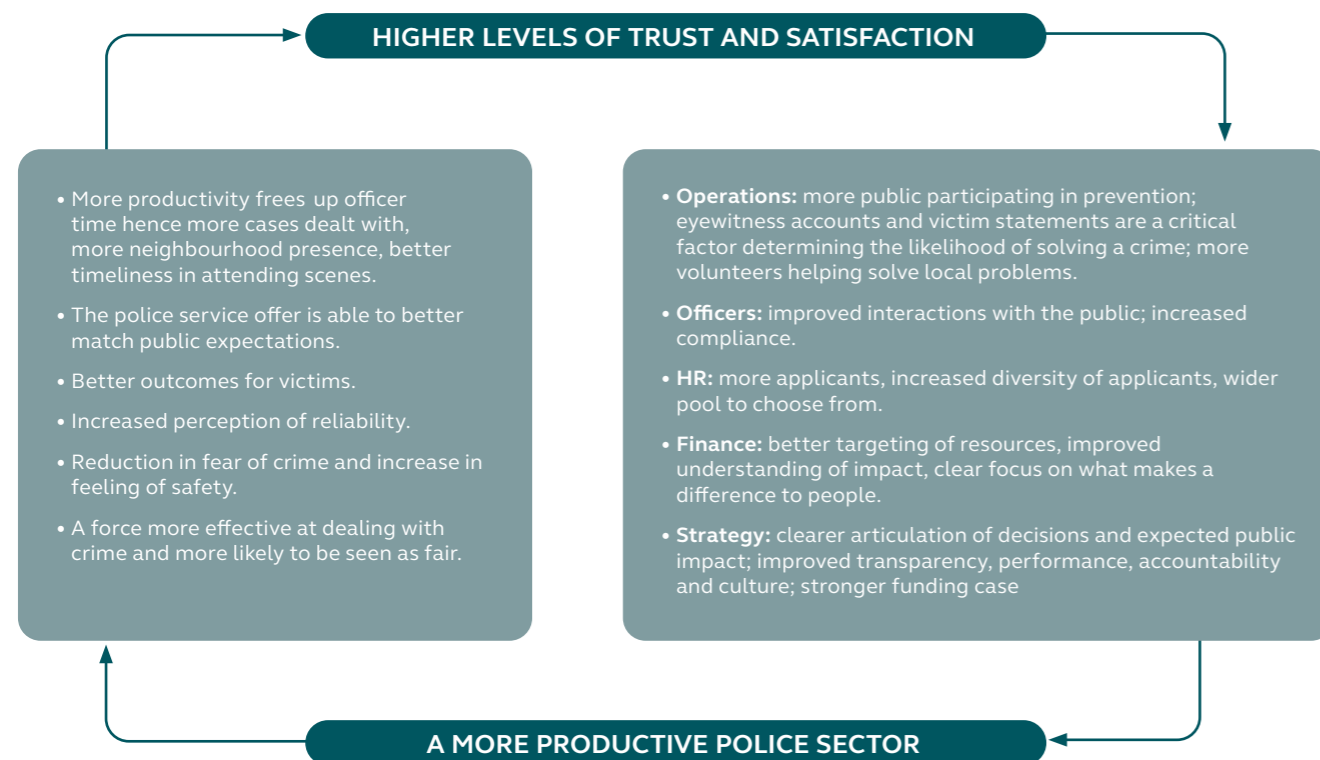 HIGHER LEVELS OF TRUST AND SATISFACTION
• More productivity frees up officer
time hence more cases dealt with,
more neighbourhood presence, better
timeliness in attending scenes.
• The police service offer is able to better
match public expectations.
• Better outcomes for victims.
• Increased perception of reliability.
• Reduction in fear of crime and increase in
feeling of safety.
• A force more effective at dealing with
crime and more likely to be seen as fair.
• Operations: more public participating in prevention;
eyewitness accounts and victim statements are a critical
factor determining the likelihood of solving a crime; more
volunteers helping solve local problems.
• Officers: improved interactions with the public; increased
compliance.
• HR: more applicants, increased diversity of applicants, wider
pool to choose from.
• Finance: better targeting of resources, improved
understanding of impact, clear focus on what makes a
difference to people.
• Strategy: clearer articulation of decisions and expected public
impact; improved transparency, performance, accountability
and culture; stronger funding case
A MORE PRODUCTIVE POLICE SECTOR